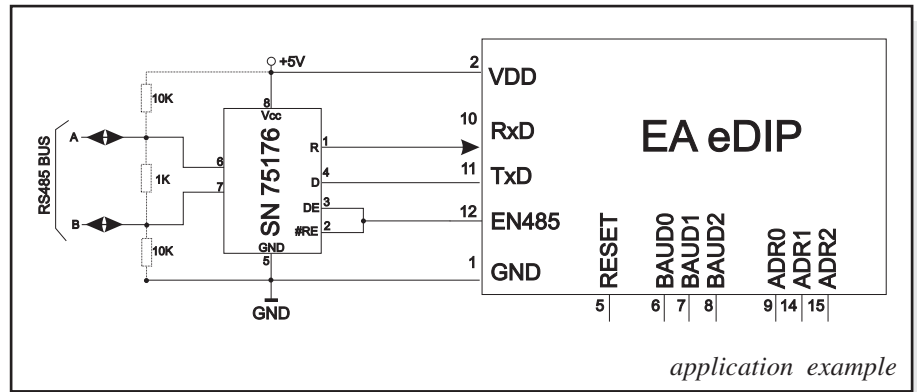 +5V
2
VDD
10K
8
Vcc
10
RxD
EA eDIP
RS485 BUS
A
6
R
1
SN 75176
1K
7
D
4
11
TxD
DE
3
B
#RE
2
12
EN485
10K
GND
5
1
GND
GND
RESET
BAUD0
BAUD1
BAUD2
ADR0
ADR1
ADR2
5
6
7
8
9
14
15
application example